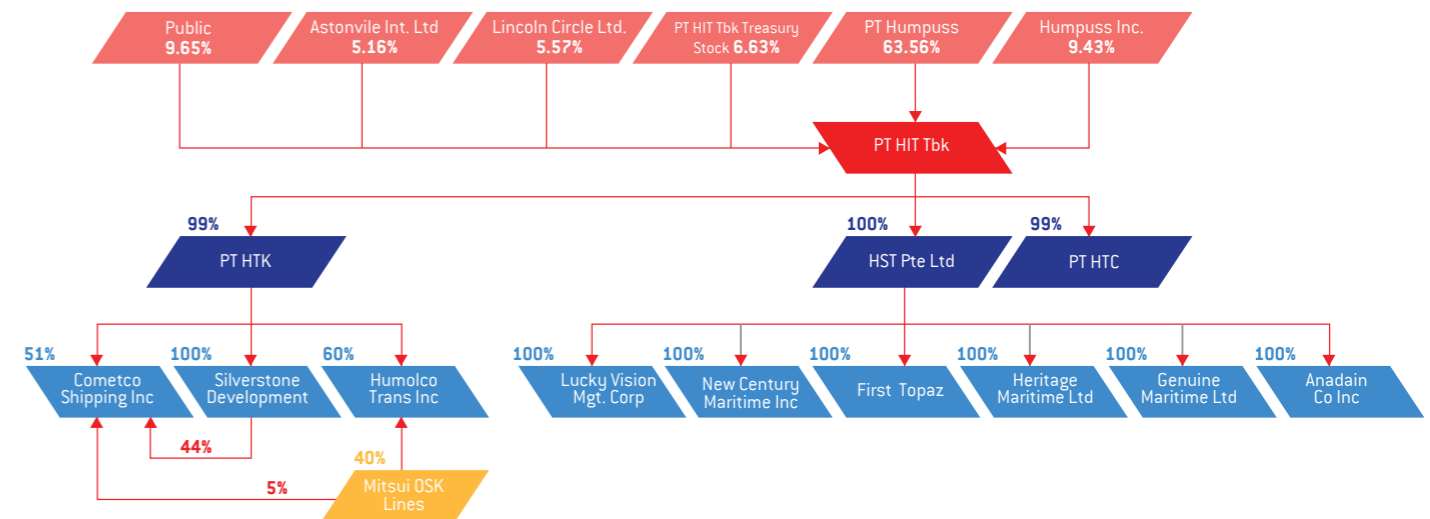 Public
9.65%
Astonvile Int. Ltd
5.16%
Lincoln Circle Ltd.
5.57%
PT HIT Tbk Treasury
Stock 6.63%
PT Humpuss
63.56%
Humpuss Inc.
9.43%
PT HIT Tbk
99%
PT HTK
100%
HST Pte Ltd
99%
PT HTC
51%
Cometco
Shipping Inc
100%
Silverstone
Development
60%
Humolco
Trans Inc
100%
Lucky Vision
Mgt. Corp
100%
New Century
Maritime Inc
100%
First Topaz
100%
Heritage
Maritime Ltd
100%
Genuine
Maritime Ltd
100%
Anadain
Co Inc
44%
40%
5%
Mitsui OSK
Lines